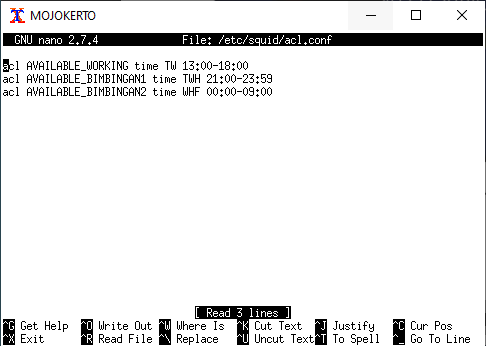 MOJOKERTO
GNU nano 2.7.4 File: /etc/squid/acl.conf
acl AVAILABLE_WORKING time TW 13:00-18:00
acl AVAILABLE_BIMBINGAN1 time TWH 21:00-23:59
acl AVAILABLE_BIMBINGAN2 time WHF 00:00-09:00
[ Read 3 lines ]
^G Get Help ^O Write Out ^W Where Is ^K Cut Text ^J Justify ^C Cur Pos
^X Exit ^R Read File ^\ Replace ^U Uncut Text ^T To Spell ^_ Go To Line